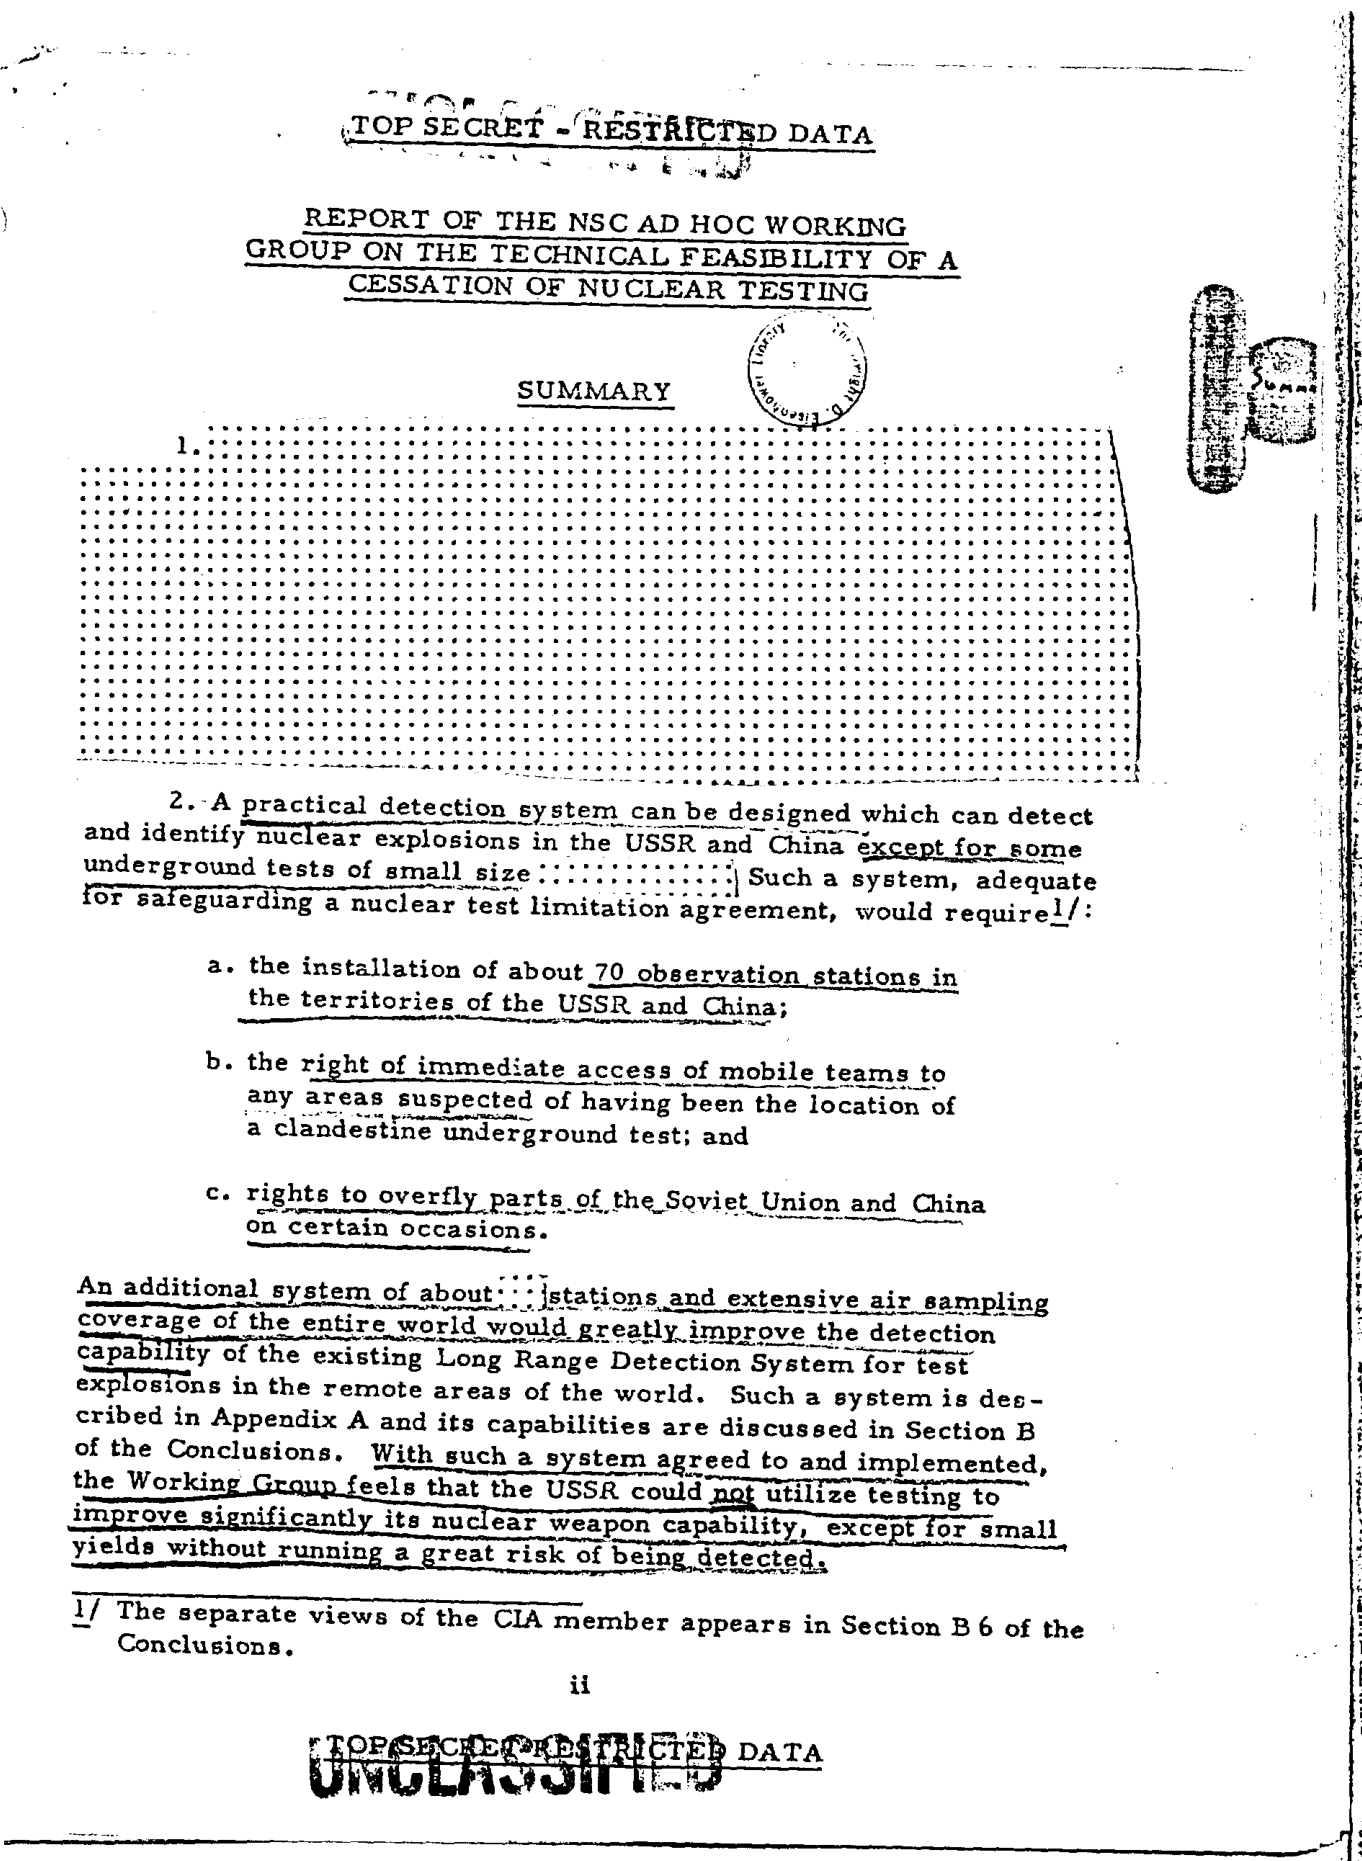 TOP SECRET - RESTRICTED DATA
REPORT OF THE NSC AD HOC WORKING
GROUP ON THE TECHNICAL FEASIBILITY OF A
CESSATION OF NUCLEAR TESTING
The Dwight D. Eisenhower Library
SUMMARY
Summa
1.
2. A practical detection system can be designed which can detect
and identify nuclear explosions in the USSR and China except for some
underground tests of small size Such a system, adequate
for safeguarding a nuclear test limitation agreement, would require1/:
a. the installation of about 70 observation stations in
the territories of the USSR and China;
b. the right of immediate access of mobile teams to
any areas suspected of having been the location of
a clandestine underground test; and
c. rights to overfly parts of the Soviet Union and China
on certain occasions.
An additional system of about stations and extensive air sampling
coverage of the entire world would greatly improve the detection
capability of the existing Long Range Detection System for test
explosions in the remote areas of the world. Such a system is des-
cribed in Appendix A and its capabilities are discussed in Section B
of the Conclusions. With such a system agreed to and implemented,
the Working Group feels that the USSR could not utilize testing to
improve significantly its nuclear weapon capability, except for small
yields without running a great risk of being detected.
1/ The separate views of the CIA member appears in Section B 6 of the
Conclusions.
ii
TOP SECRET-RESTRICTED DATA
UNCLASSIFIED